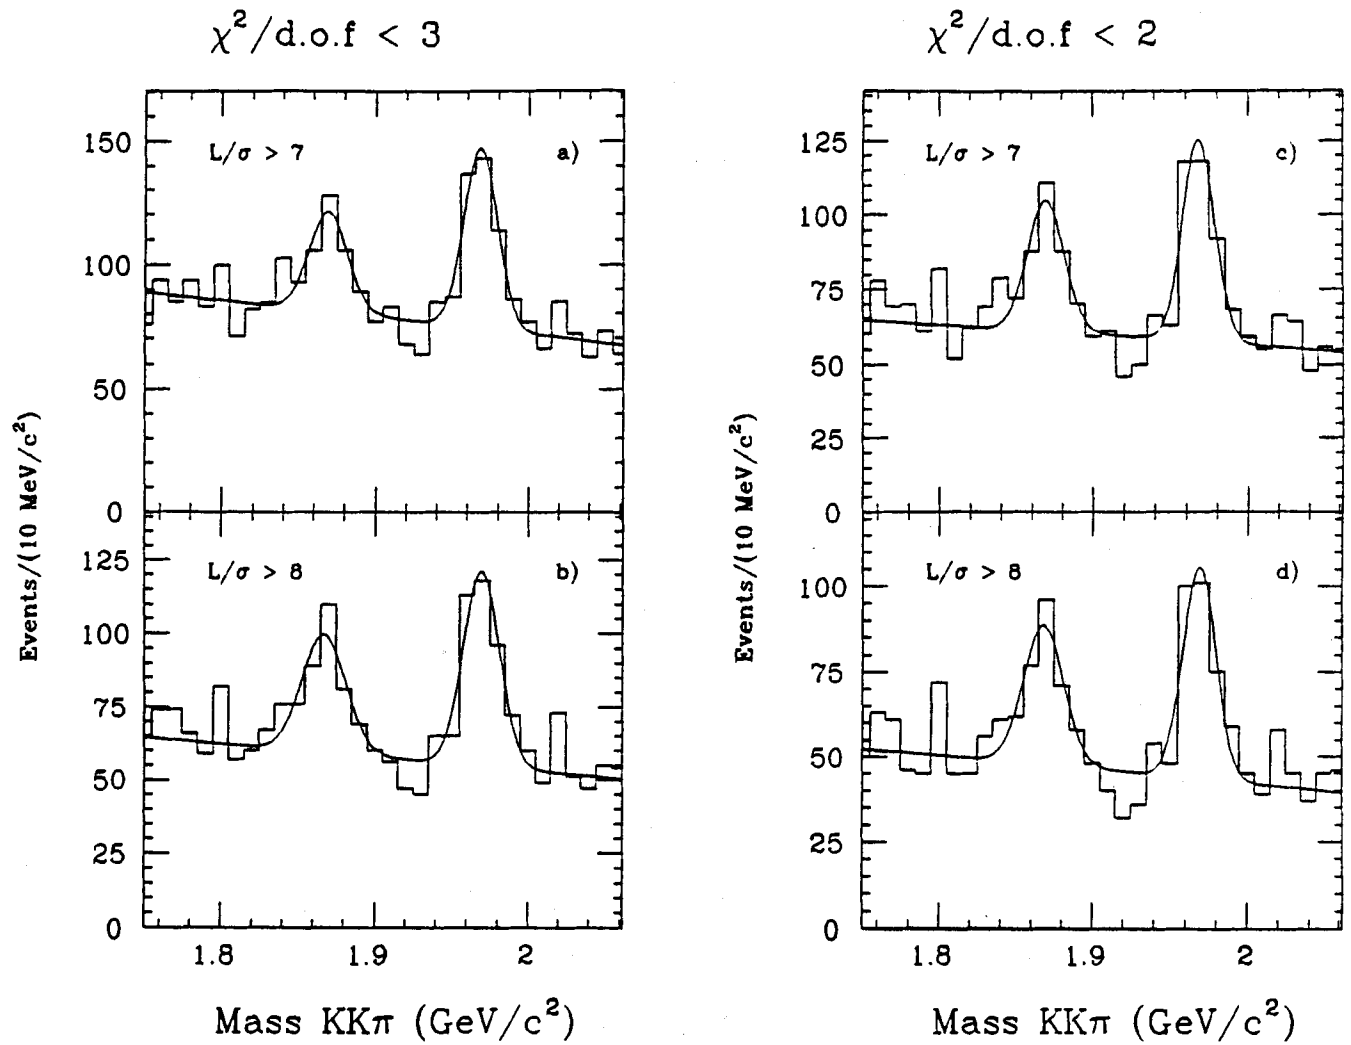 χ²/d.o.f < 3
χ²/d.o.f < 2
150
100
50
0
L/σ > 7
a)
125
100
75
50
25
0
L/σ > 7
c)
125
100
75
50
25
0
L/σ > 8
b)
100
75
50
25
0
L/σ > 8
d)
Events/(10 MeV/c²)
Events/(10 MeV/c²)
1.8 1.9 2
1.8 1.9 2
Mass KKπ (GeV/c²)
Mass KKπ (GeV/c²)